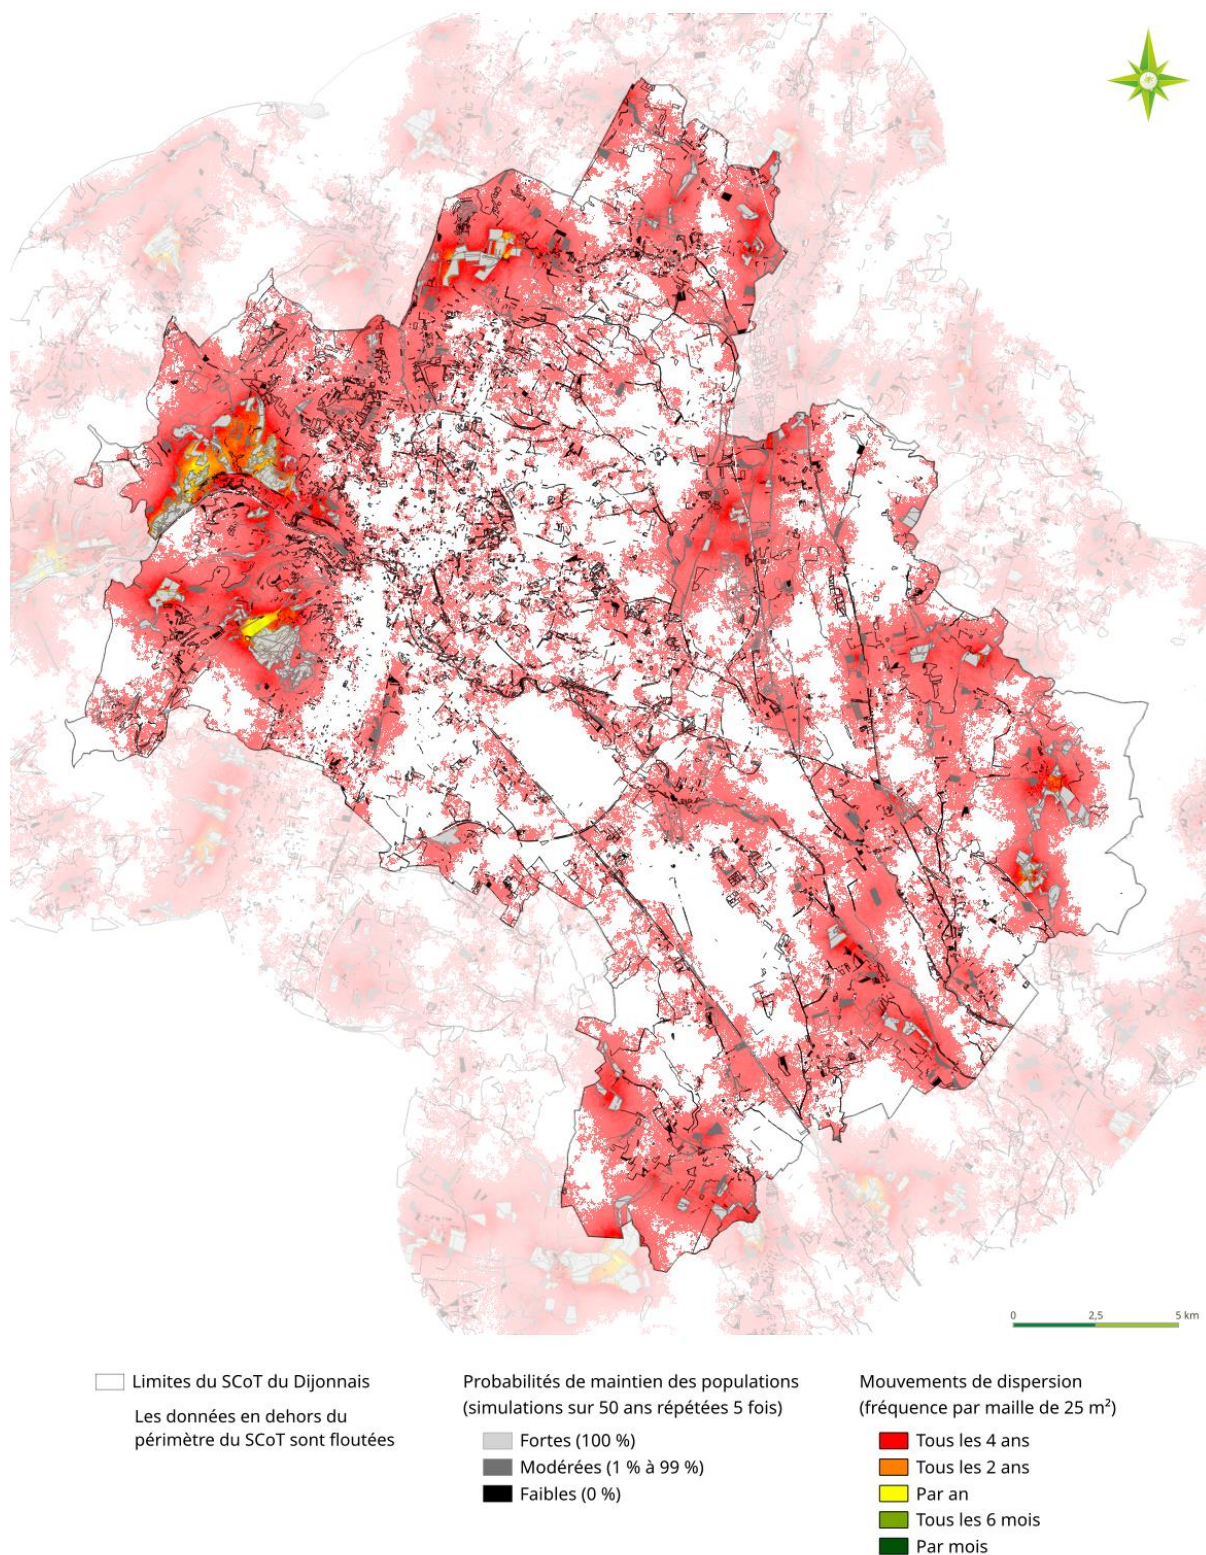 0 2,5 5 km
Limites du SCoT du Dijonnais
Les données en dehors du
périmètre du SCoT sont floutées
Probabilités de maintien des populations
(simulations sur 50 ans répétées 5 fois)
Fortes (100 %)
Modérées (1 % à 99 %)
Faibles (0 %)
Mouvements de dispersion
(fréquence par maille de 25 m²)
Tous les 4 ans
Tous les 2 ans
Par an
Tous les 6 mois
Par mois